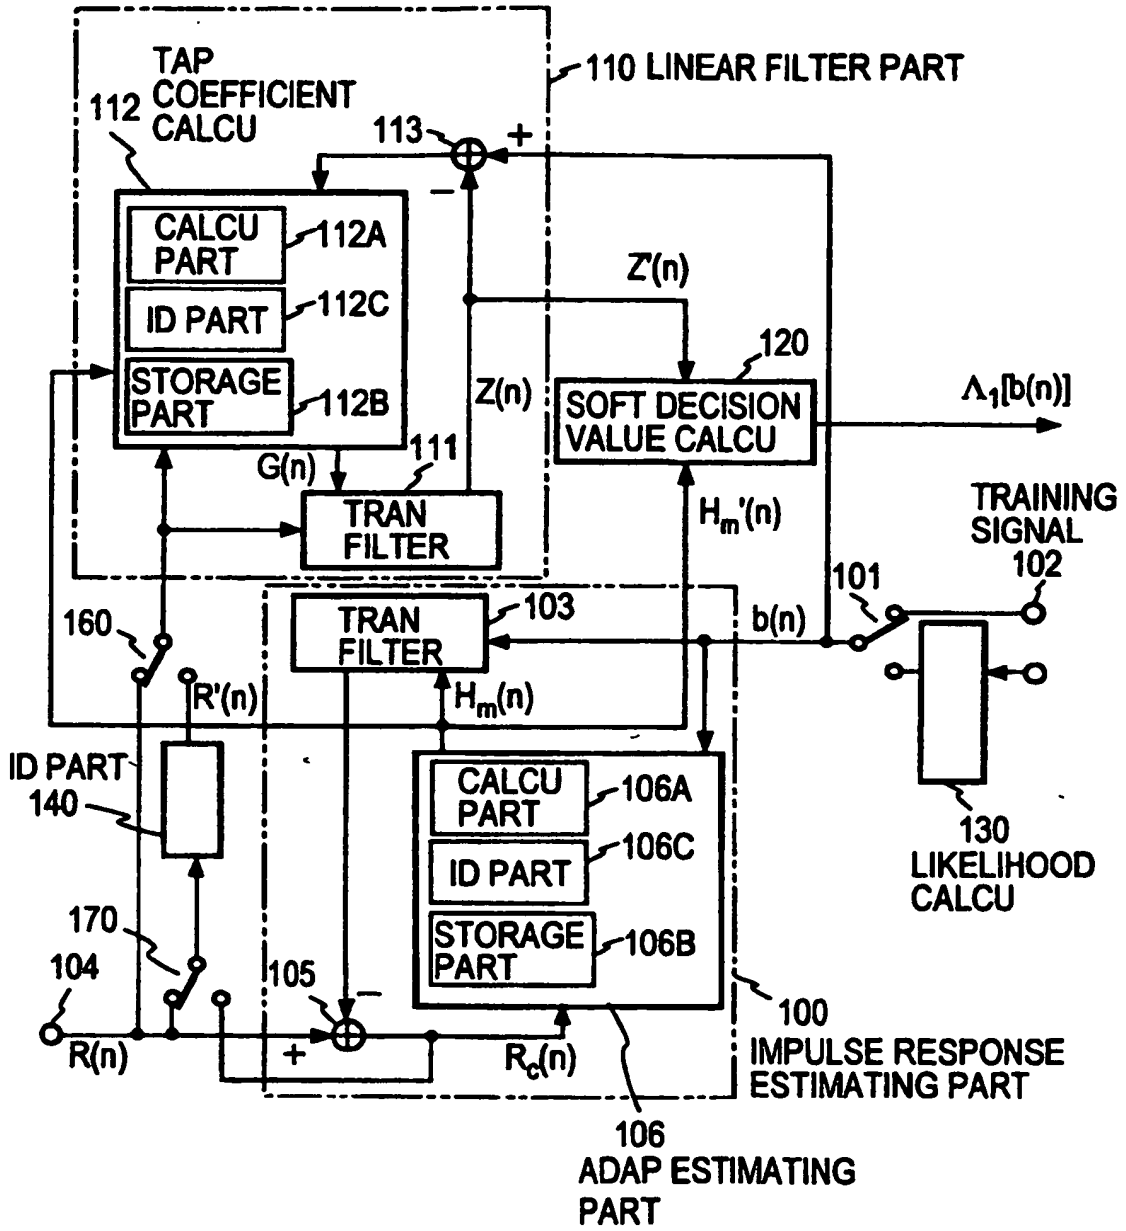 TAP
COEFFICIENT
CALCU
112
110 LINEAR FILTER PART
113
+
−
CALCU
PART
112A
ID PART
112C
STORAGE
PART
112B
Z'(n)
120
Z(n)
SOFT DECISION
VALUE CALCU
Λ1[b(n)]
G(n)
111
TRAN
FILTER
Hm'(n)
TRAINING
SIGNAL
102
101
103
TRAN
FILTER
b(n)
160
R'(n)
Hm(n)
ID PART
140
CALCU
PART
106A
ID PART
106C
STORAGE
PART
106B
130
LIKELIHOOD
CALCU
170
104
105
−
+
R(n)
Rc(n)
100
IMPULSE RESPONSE
ESTIMATING PART
106
ADAP ESTIMATING
PART